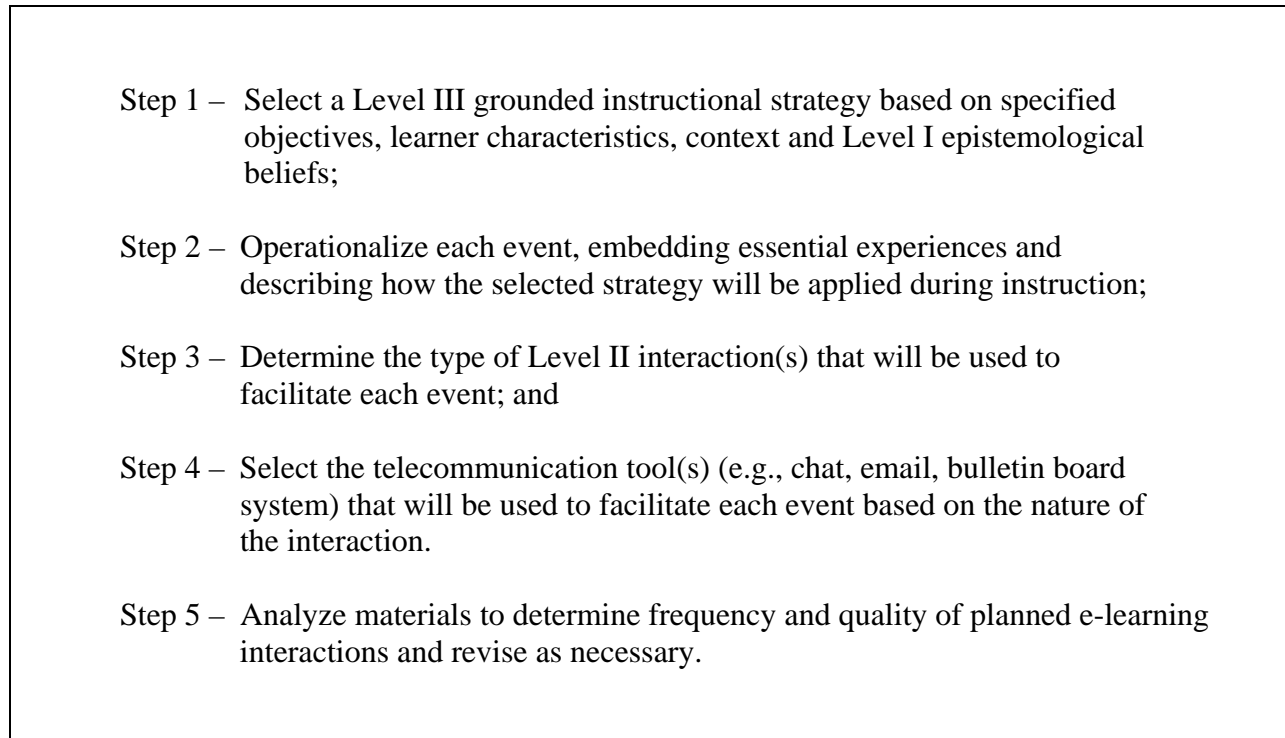 Step 1 – Select a Level III grounded instructional strategy based on specified
objectives, learner characteristics, context and Level I epistemological
beliefs;
Step 2 – Operationalize each event, embedding essential experiences and
describing how the selected strategy will be applied during instruction;
Step 3 – Determine the type of Level II interaction(s) that will be used to
facilitate each event; and
Step 4 – Select the telecommunication tool(s) (e.g., chat, email, bulletin board
system) that will be used to facilitate each event based on the nature of
the interaction.
Step 5 – Analyze materials to determine frequency and quality of planned e-learning
interactions and revise as necessary.